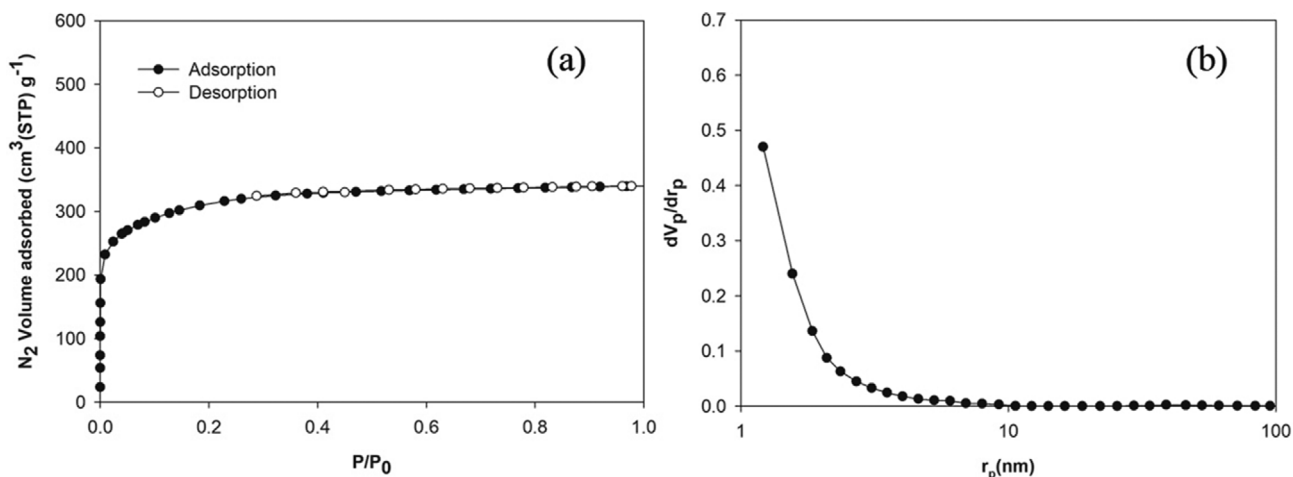 (a)
Adsorption
Desorption
N2 Volume adsorbed (cm3(STP) g-1)
600
500
400
300
200
100
0
0.0 0.2 0.4 0.6 0.8 1.0
P/P0
(b)
dVp/drp
0.7
0.6
0.5
0.4
0.3
0.2
0.1
0.0
1 10 100
rp(nm)